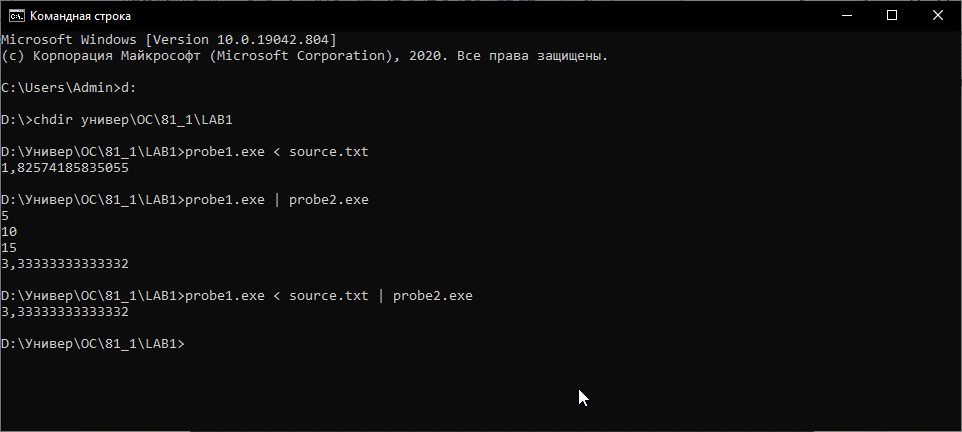 Командная строка
Microsoft Windows [Version 10.0.19042.804]
(c) Корпорация Майкрософт (Microsoft Corporation), 2020. Все права защищены.
C:\Users\Admin>d:
D:\>chdir универ\ОС\81_1\LAB1
D:\Универ\ОС\81_1\LAB1>probe1.exe < source.txt
1,82574185835055
D:\Универ\ОС\81_1\LAB1>probe1.exe | probe2.exe
5
10
15
3,33333333333332
D:\Универ\ОС\81_1\LAB1>probe1.exe < source.txt | probe2.exe
3,33333333333332
D:\Универ\ОС\81_1\LAB1>